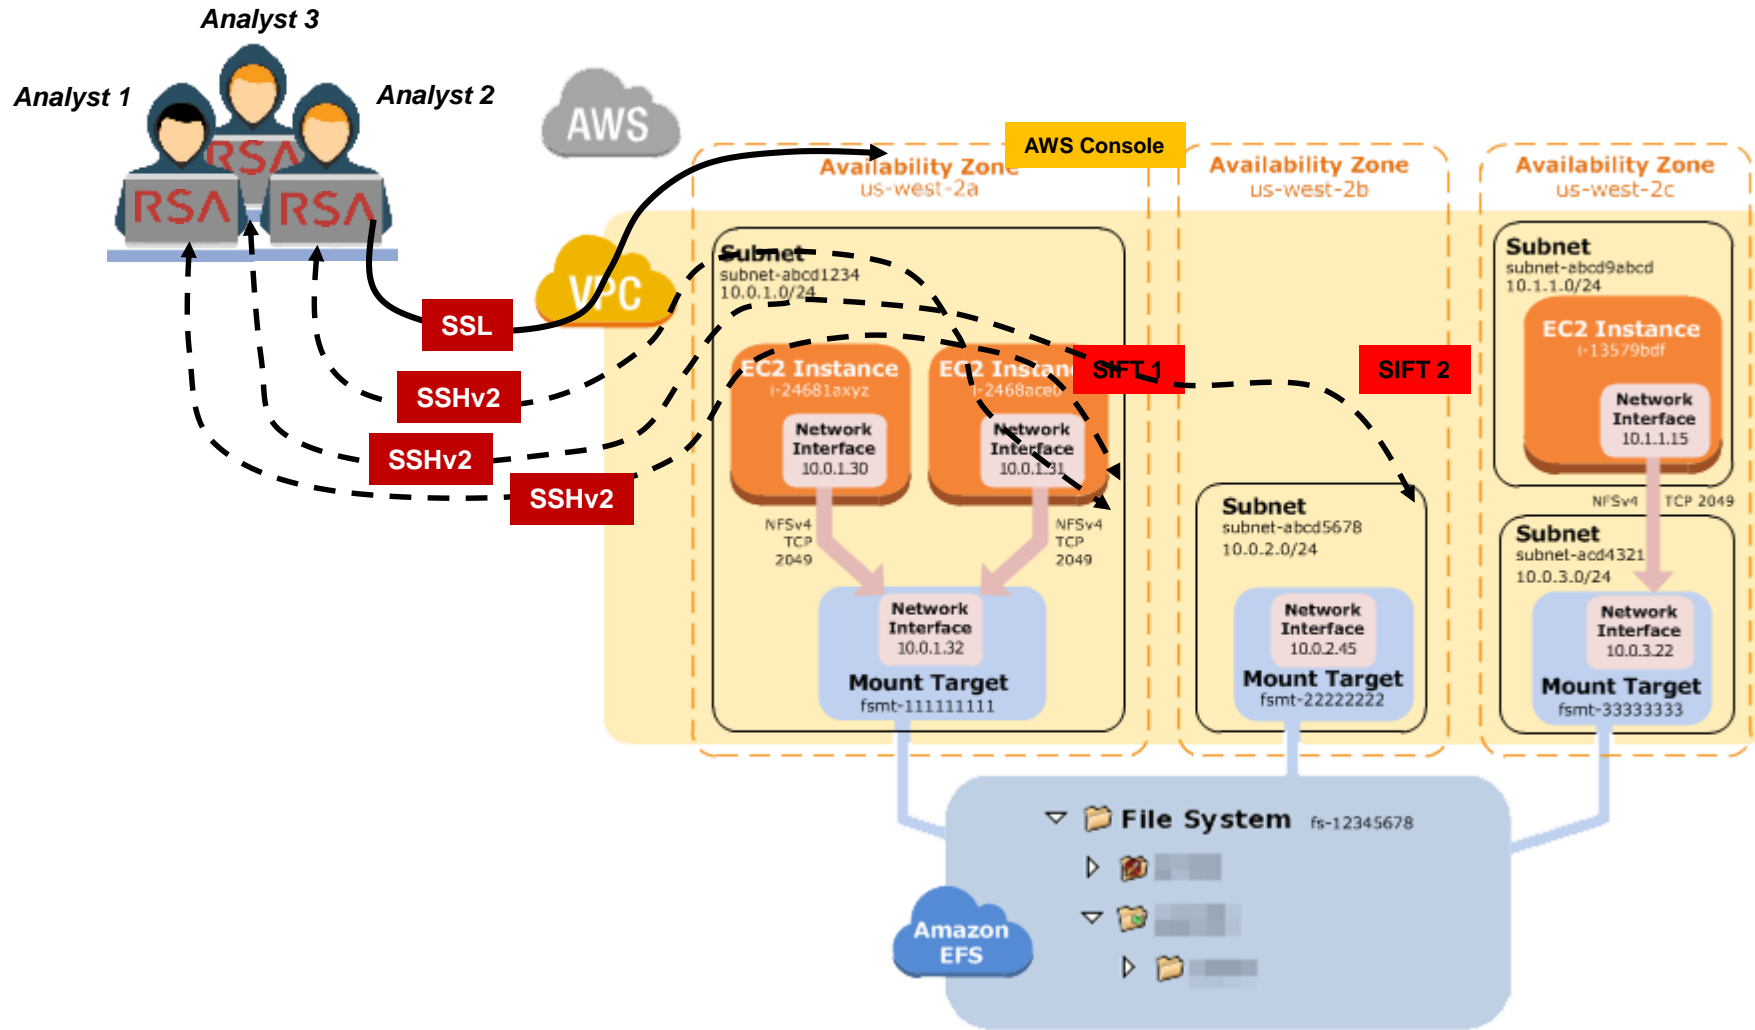 Analyst 3
Analyst 1
Analyst 2
RSA
RSA
RSA
AWS
AWS Console
Availability Zone
us-west-2a
Availability Zone
us-west-2b
Availability Zone
us-west-2c
VPC
SSL
SSHv2
SSHv2
SSHv2
Subnet
subnet-abcd1234
10.0.1.0/24
EC2 Instance
i-24681axyz
Network
Interface
10.0.1.30
EC2 Instan
i-2468aceb
Network
Interface
10.0.1.31
SIFT 1
SIFT 2
NFSv4
TCP
2049
NFSv4
TCP
2049
Network
Interface
10.0.1.32
Mount Target
fsmt-111111111
Subnet
subnet-abcd5678
10.0.2.0/24
Network
Interface
10.0.2.45
Mount Target
fsmt-22222222
Subnet
subnet-abcd9abcd
10.1.1.0/24
EC2 Instance
i-13579bdf
Network
Interface
10.1.1.15
NFSv4 TCP 2049
Subnet
subnet-acd4321
10.0.3.0/24
Network
Interface
10.0.3.22
Mount Target
fsmt-33333333
File System fs-12345678
Amazon
EFS